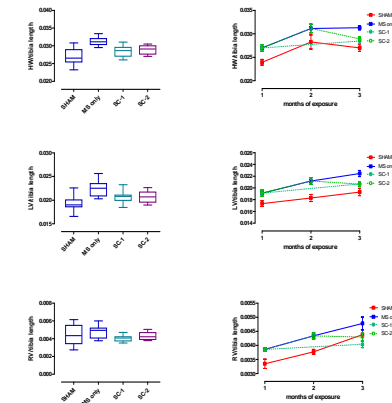 HW/tibia length
0.040
0.035
0.030
0.025
0.020
SHAM
MS only
SC-1
SC-2
HW/tibia length
0.035
0.030
0.025
0.020
1
2
3
months of exposure
SHAM
MS on
SC-1
SC-2
LV/tibia length
0.030
0.025
0.020
0.015
SHAM
MS only
SC-1
SC-2
LV/tibia length
0.026
0.024
0.022
0.020
0.018
0.016
0.014
1
2
3
months of exposure
SHAM
MS on
SC-1
SC-2
RV/tibia length
0.008
0.006
0.004
0.002
0.000
SHAM
MS only
SC-1
SC-2
RV/tibia length
0.0055
0.0050
0.0045
0.0040
0.0035
0.0030
1
2
3
months of exposure
SHAM
MS on
SC-1
SC-2